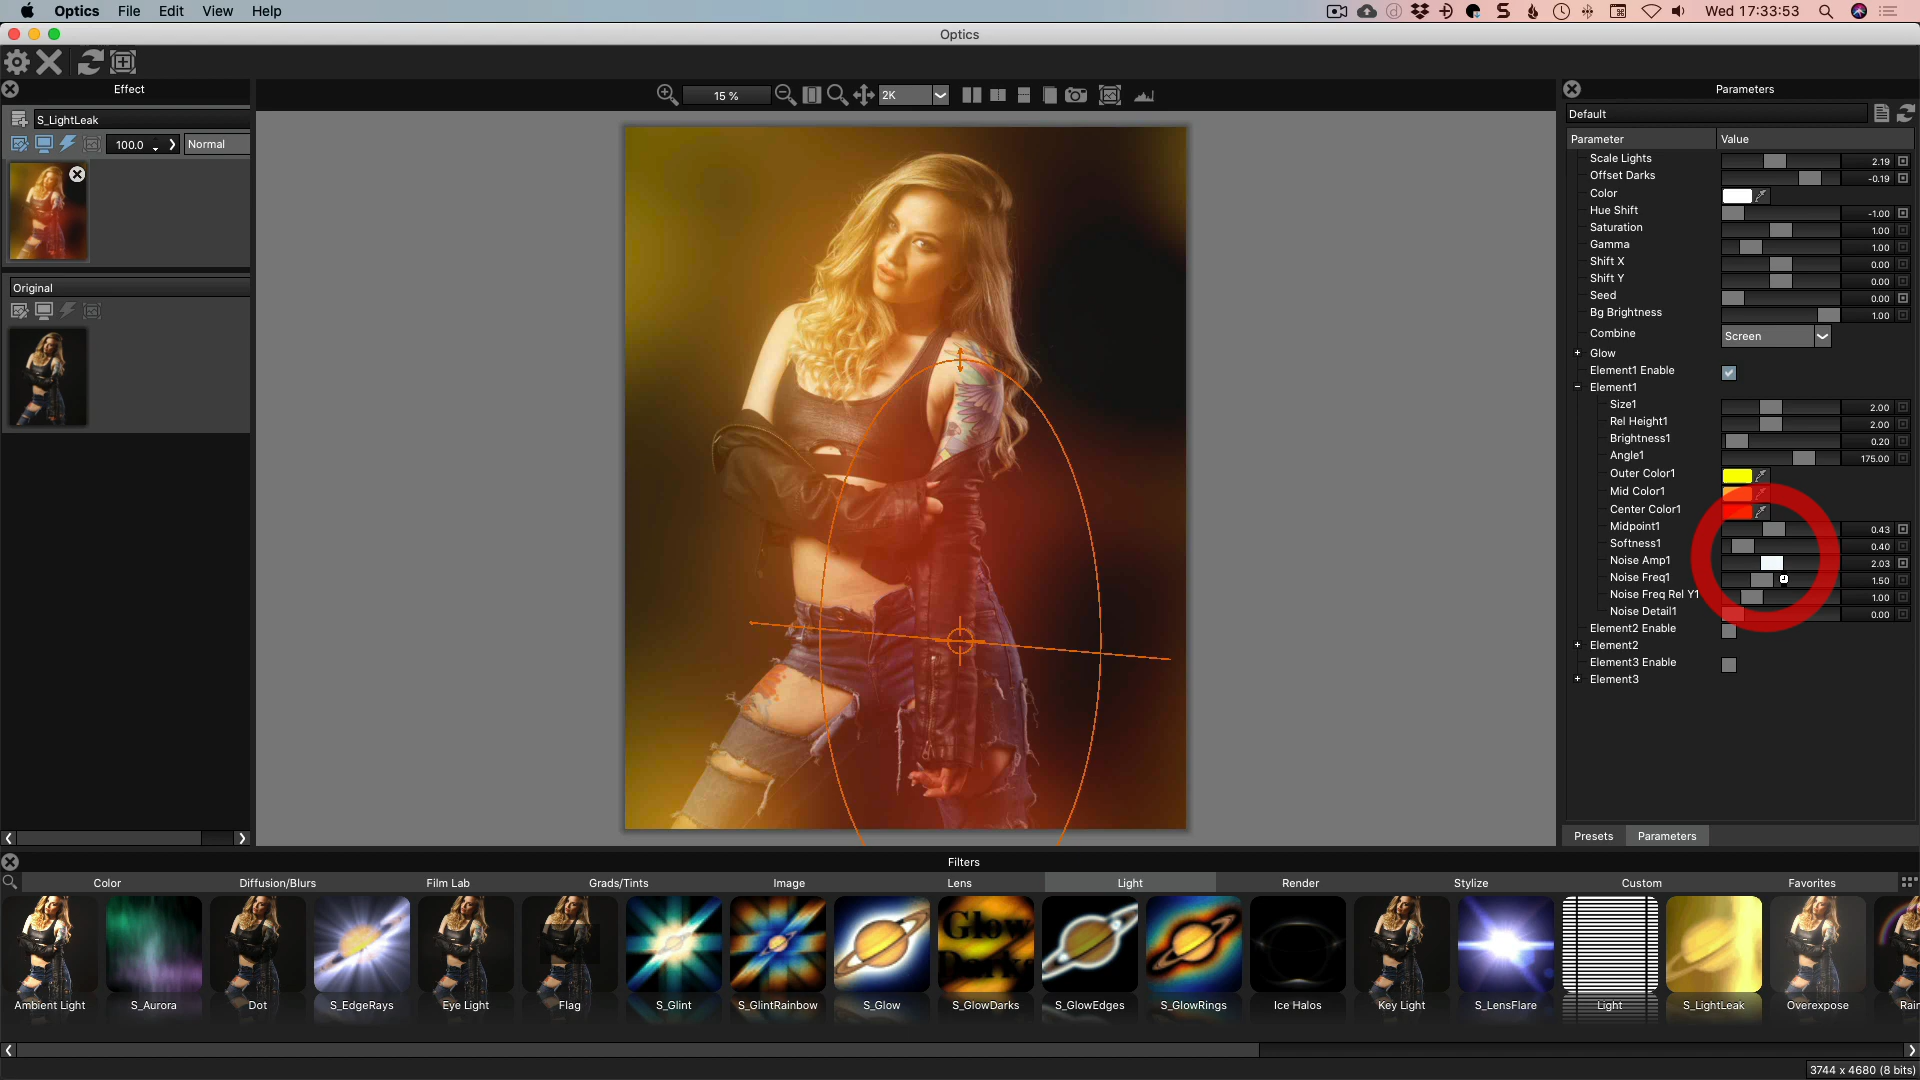 Optics File Edit View Help Wed 17:33:53
Optics
Effect
S_LightLeak
100.0 Normal
Original
15 % 2K
Parameters
Default
Parameter Value
Scale Lights 2.19
Offset Darks -0.19
Color
Hue Shift -1.00
Saturation 1.00
Gamma 1.00
Shift X 0.00
Shift Y 0.00
Seed 0.00
Bg Brightness 1.00
Combine Screen
Glow
Element1 Enable
Element1
Size1 2.00
Rel Height1 2.00
Brightness1 0.20
Angle1 175.00
Outer Color1
Mid Color1
Center Color1
Midpoint1 0.43
Softness1 0.40
Noise Amp1 2.03
Noise Freq1 1.50
Noise Freq Rel Y1 1.00
Noise Detail1 0.00
Element2 Enable
Element2
Element3 Enable
Element3
Presets Parameters
Filters
Color Diffusion/Blurs Film Lab Grads/Tints Image Lens Light Render Stylize Custom Favorites
Glow
Darks
Ambient Light S_Aurora Dot S_EdgeRays Eye Light Flag S_Glint S_GlintRainbow S_Glow S_GlowDarks S_GlowEdges S_GlowRings Ice Halos Key Light S_LensFlare Light S_LightLeak Overexpose Rain
3744 x 4680 (8 bits)